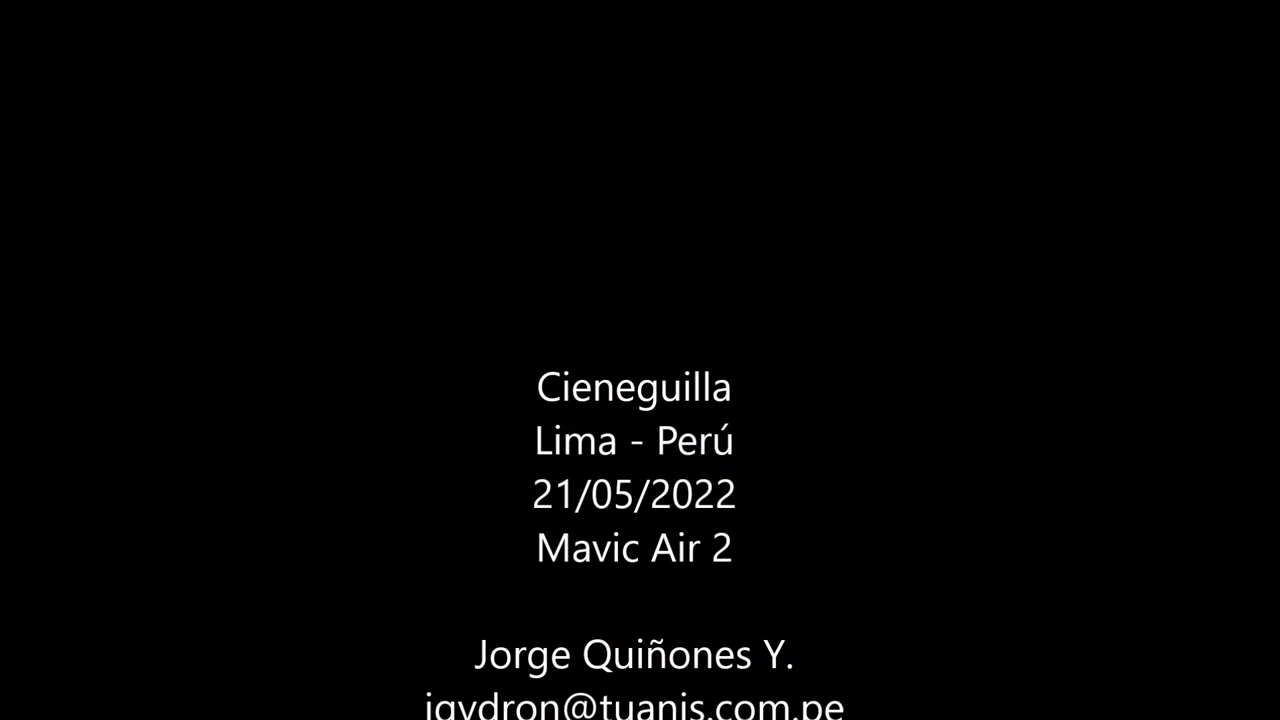 Cieneguilla
Lima - Perú
21/05/2022
Mavic Air 2
Jorge Quiñones Y.
jqydron@tuanis.com.pe